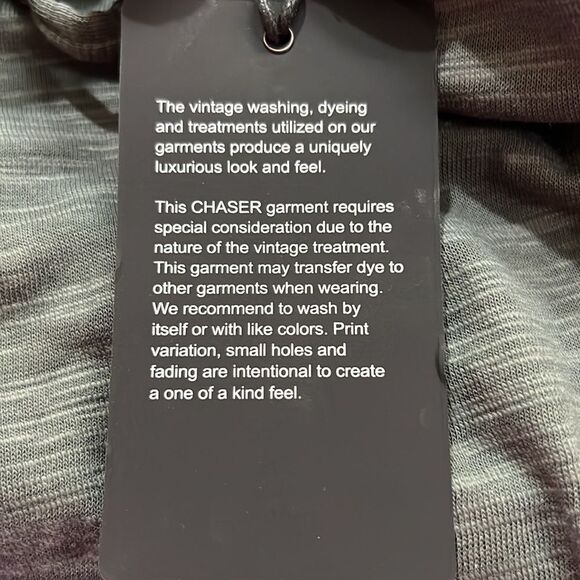 The vintage washing, dyeing
and treatments utilized on our
garments produce a uniquely
luxurious look and feel.
This CHASER garment requires
special consideration due to the
nature of the vintage treatment.
This garment may transfer dye to
other garments when wearing.
We recommend to wash by
itself or with like colors. Print
variation, small holes and
fading are intentional to create
a one of a kind feel.